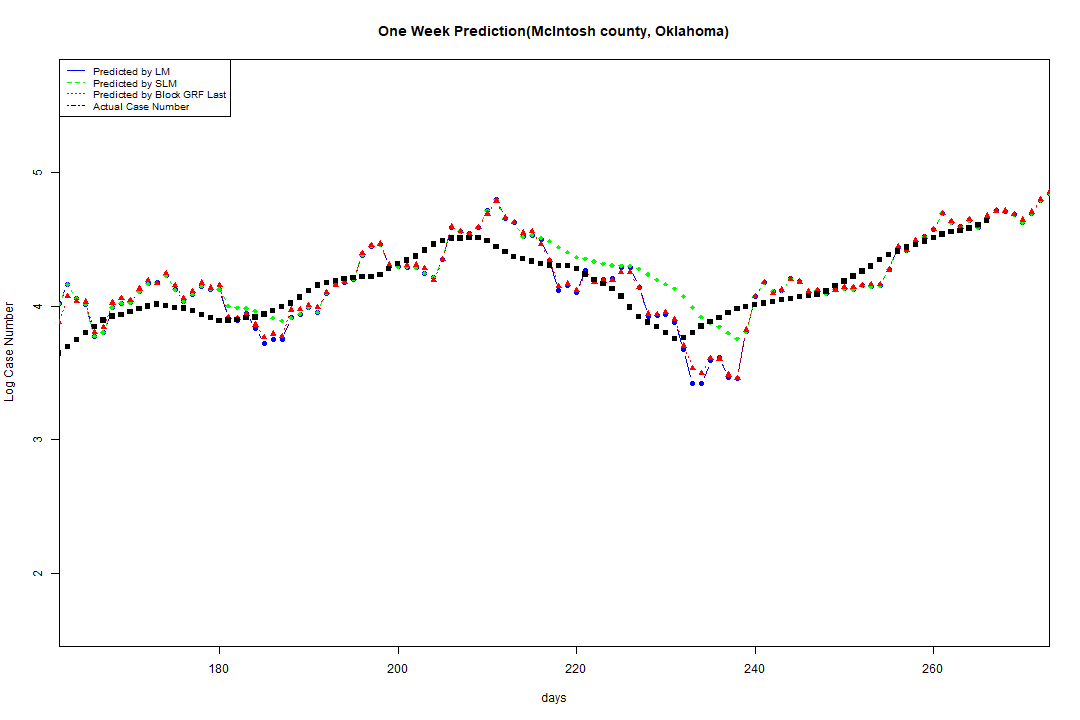 One Week Prediction(McIntosh county, Oklahoma)
Predicted by LM
Predicted by SLM
Predicted by Block GRF Last
Actual Case Number
5
4
3
2
Log Case Number
180 200 220 240 260
days